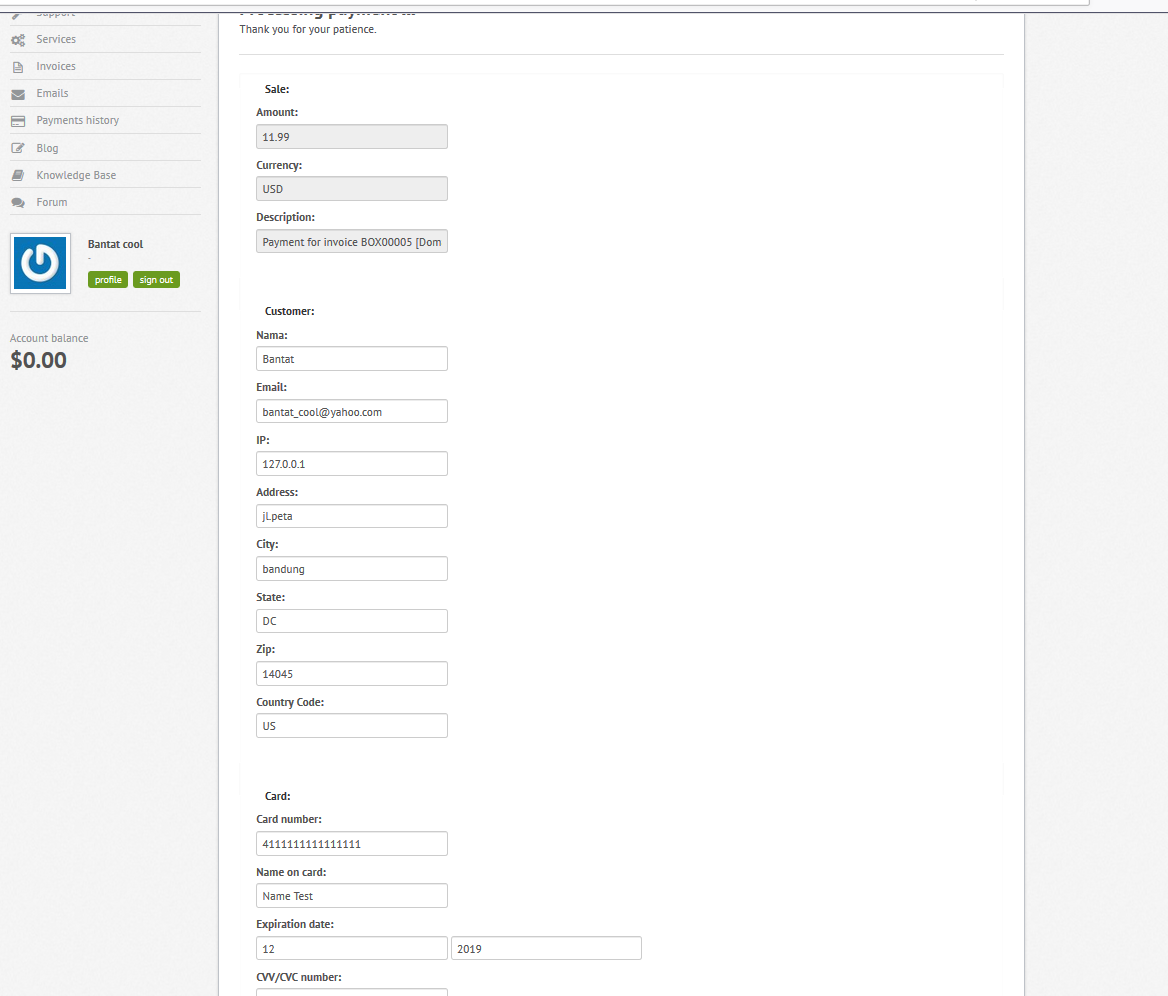 Support
Services
Invoices
Emails
Payments history
Blog
Knowledge Base
Forum
Bantat cool
-
profile
sign out
Account balance
$0.00
Processing payment ...
Thank you for your patience.
Sale:
Amount:
11.99
Currency:
USD
Description:
Payment for invoice BOX00005 [Dom
Customer:
Nama:
Bantat
Email:
bantat_cool@yahoo.com
IP:
127.0.0.1
Address:
jLpeta
City:
bandung
State:
DC
Zip:
14045
Country Code:
US
Card:
Card number:
4111111111111111
Name on card:
Name Test
Expiration date:
12 2019
CVV/CVC number: